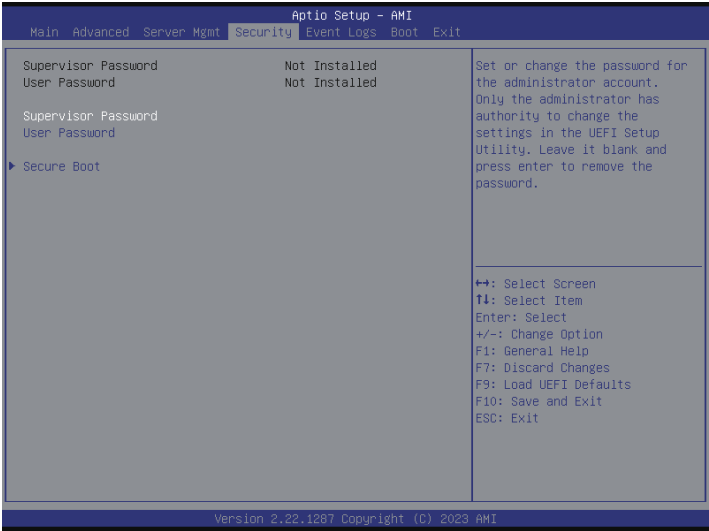 Aptio Setup – AMI
Main Advanced Server Mgmt Security Event Logs Boot Exit
Supervisor Password Not Installed
User Password Not Installed
Supervisor Password
User Password
Secure Boot
Set or change the password for
the administrator account.
Only the administrator has
authority to change the
settings in the UEFI Setup
Utility. Leave it blank and
press enter to remove the
password.
↔: Select Screen
↑↓: Select Item
Enter: Select
+/-: Change Option
F1: General Help
F7: Discard Changes
F9: Load UEFI Defaults
F10: Save and Exit
ESC: Exit
Version 2.22.1287 Copyright (C) 2023 AMI